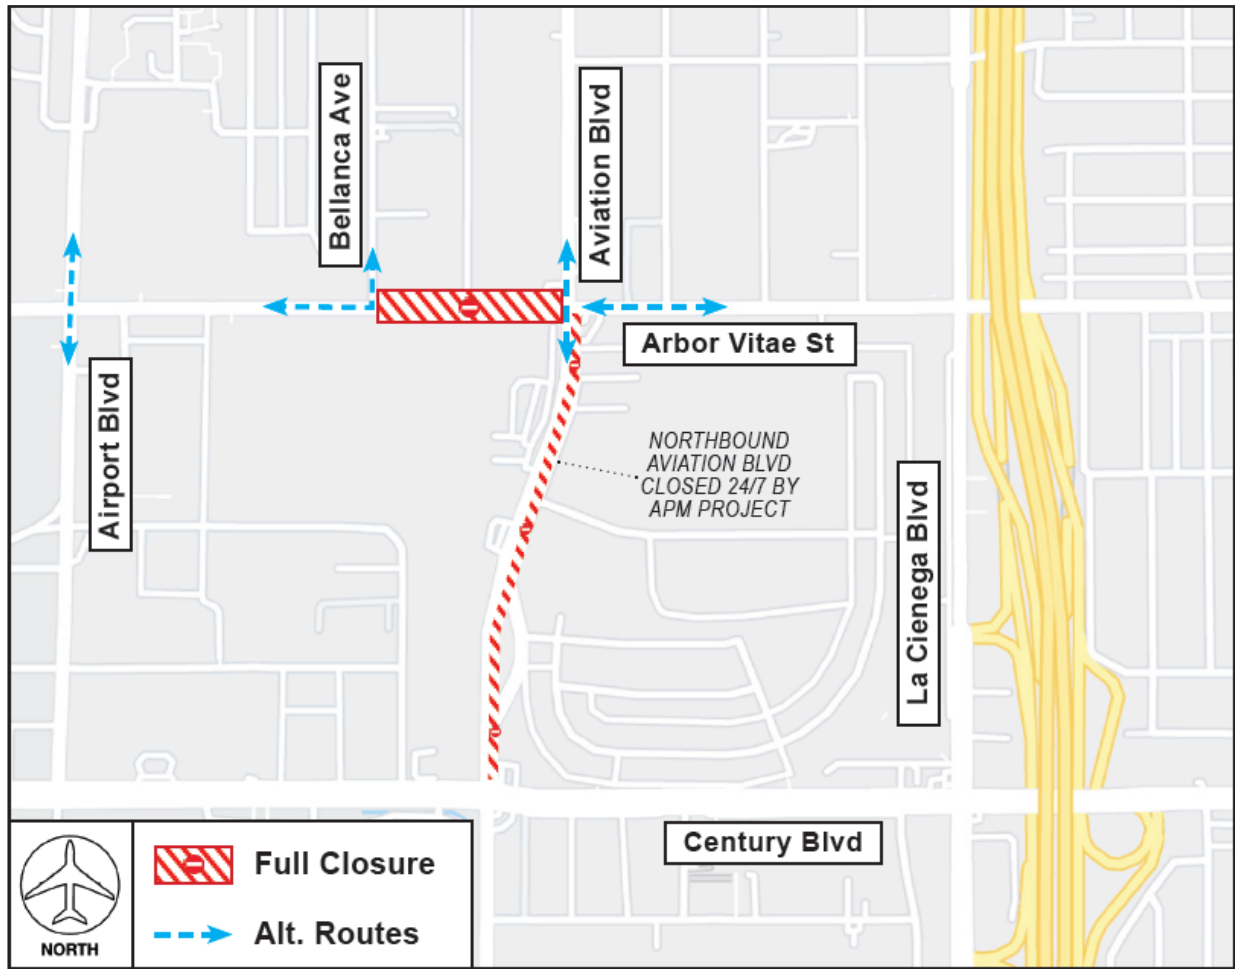 Bellanca Ave
Aviation Blvd
Arbor Vitae St
Airport Blvd
NORTHBOUND
AVIATION BLVD
CLOSED 24/7 BY
APM PROJECT
La Cienega Blvd
Century Blvd
NORTH
Full Closure
Alt. Routes